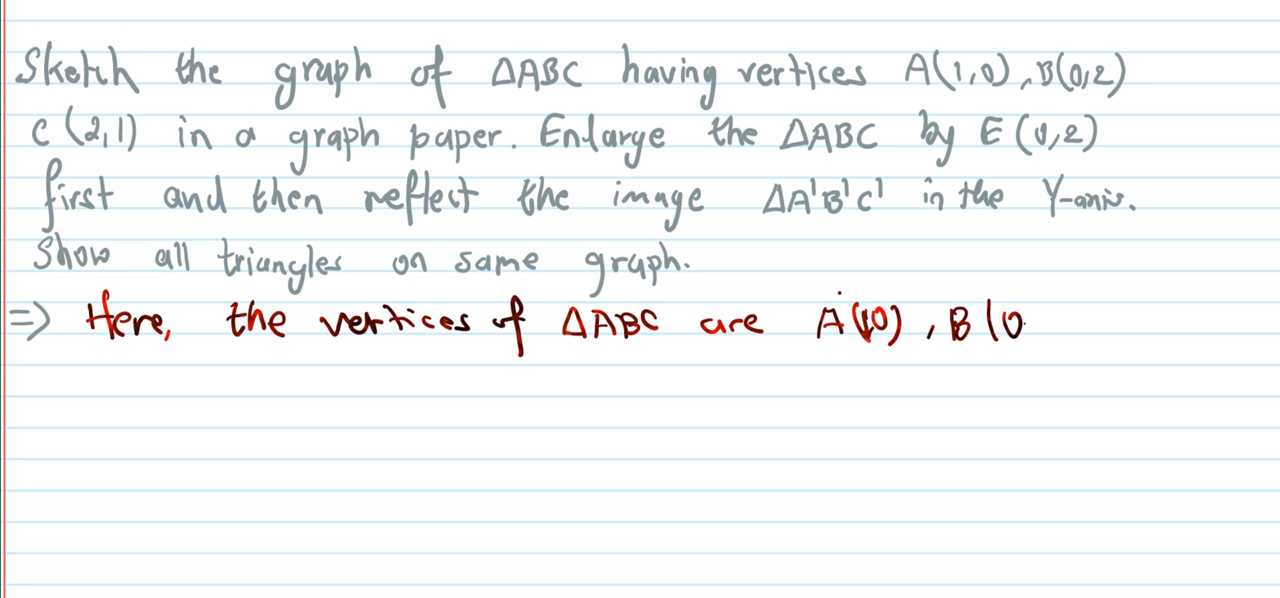 Sketch the graph of ΔABC having vertices A(1,0), B(0,2)
C(2,1) in a graph paper. Enlarge the ΔABC by E(0,2)
first and then reflect the image ΔA'B'C' in the Y-axis.
Show all triangles on same graph.
=> Here, the vertices of ΔABC are A(1,0), B(0